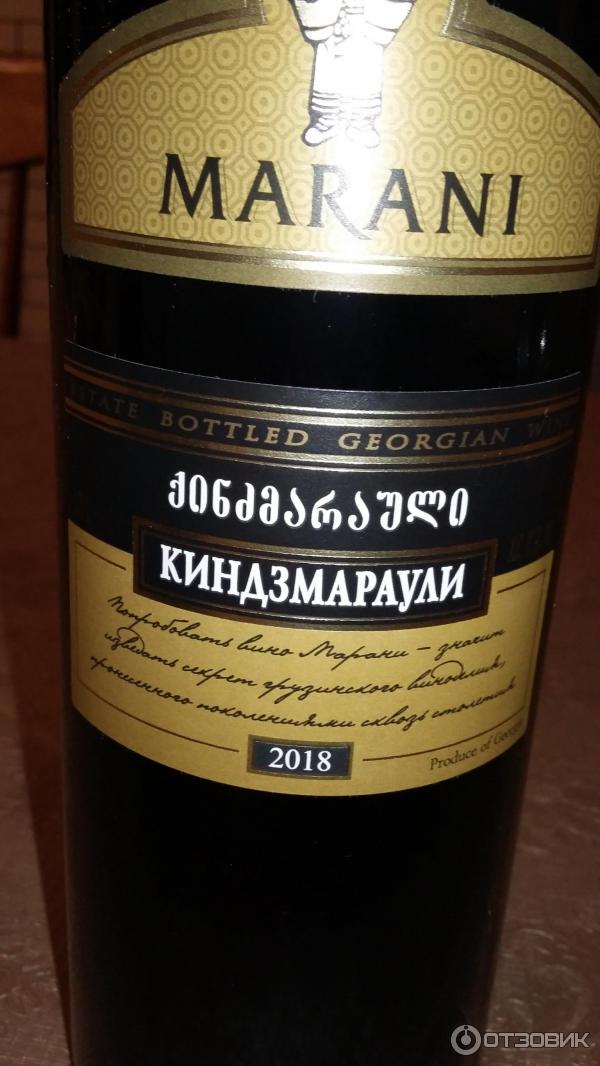 MARANI
ESTATE BOTTLED GEORGIAN WINE
ქინძმარაული
КИНДЗМАРАУЛИ
Попробовать вино Марани – значит
изведать секрет грузинского виноделия,
пронесенного поколениями сквозь столетия
2018
Produce of Georgia
ОТЗОВИК